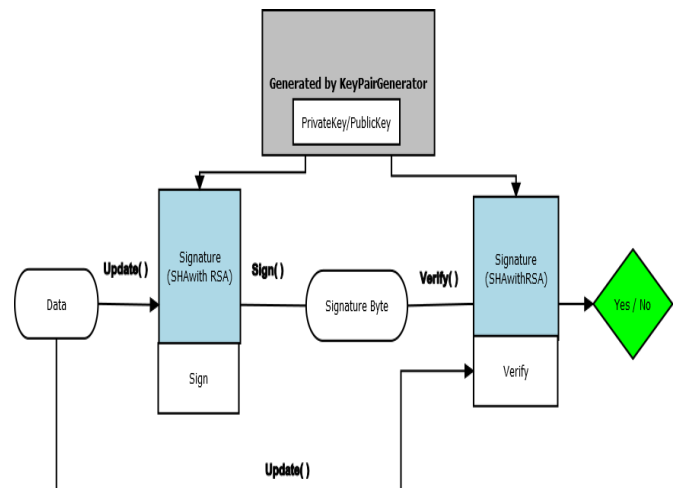 Generated by KeyPairGenerator
PrivateKey/PublicKey
Update( )
Signature
(SHAwith RSA)
Sign( )
Verify( )
Signature
(SHAwithRSA)
Data
Signature Byte
Yes / No
Sign
Verify
Update( )